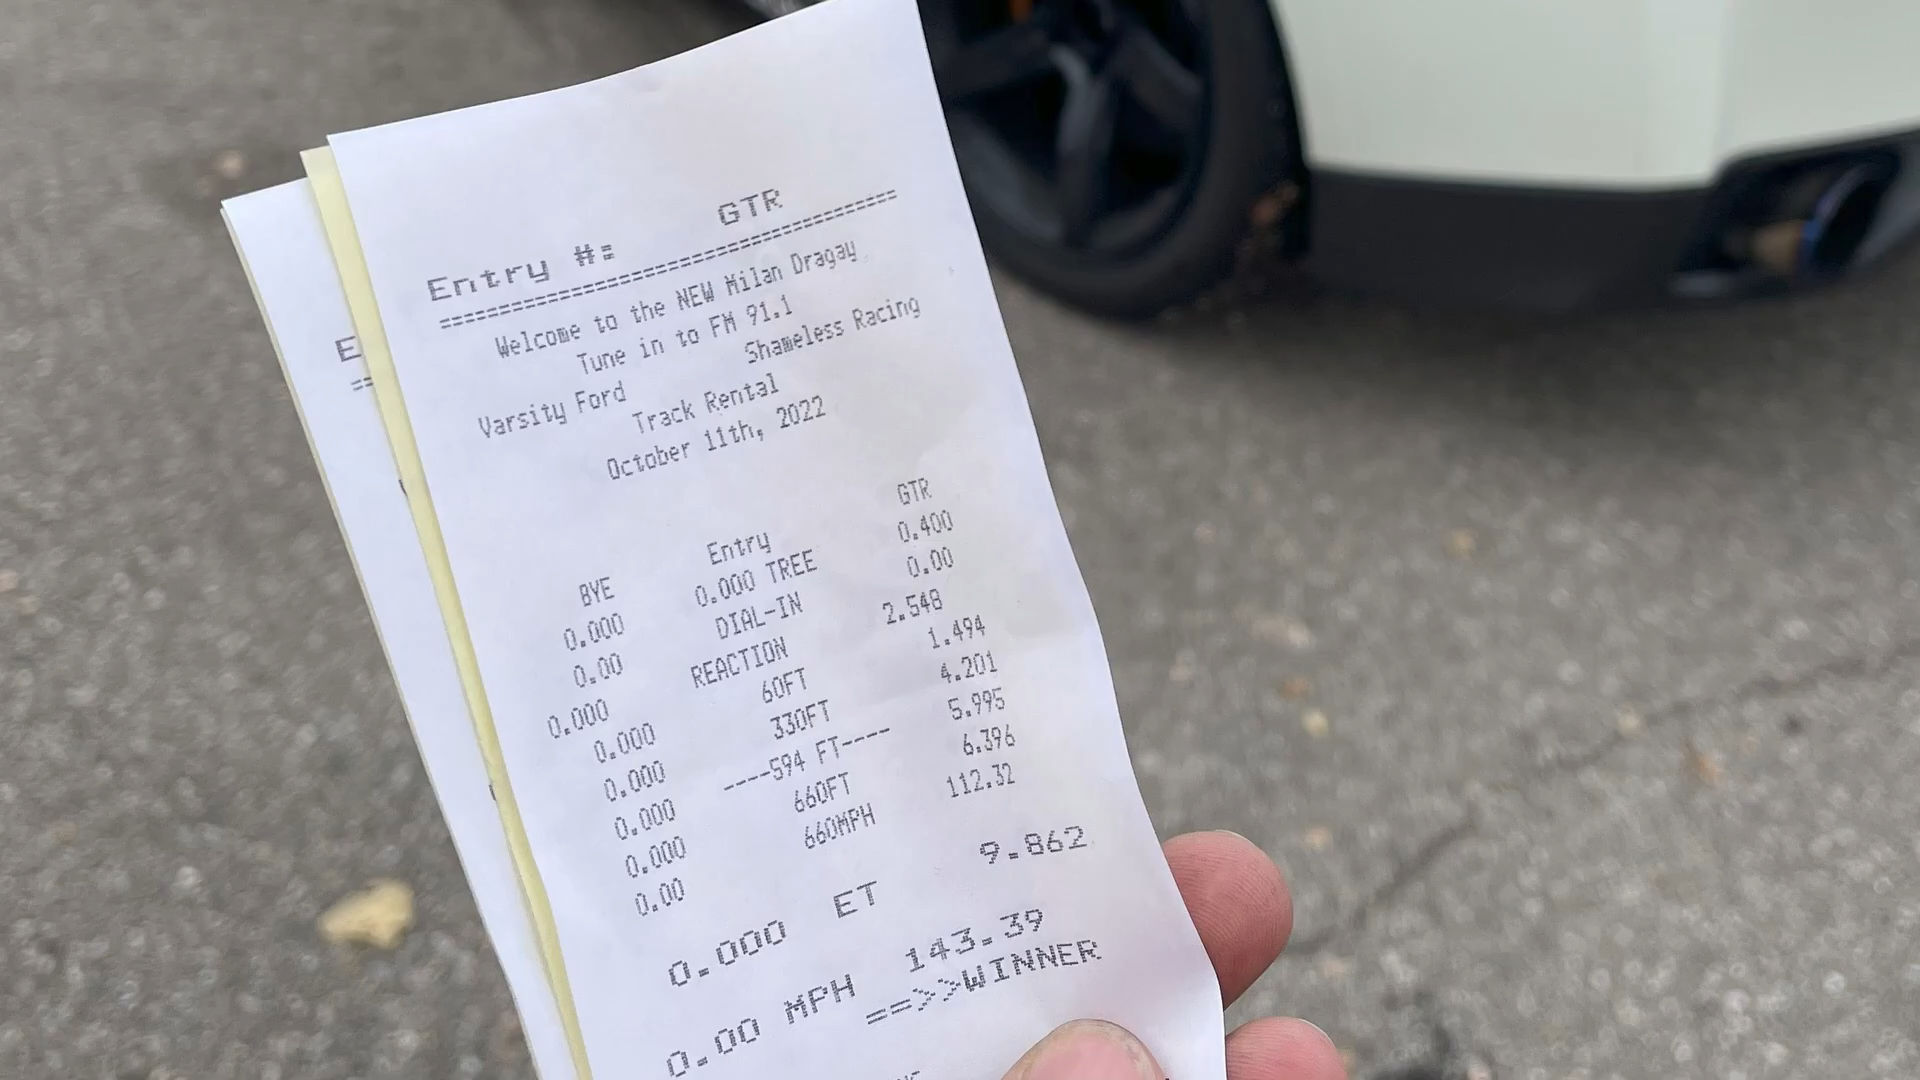 Entry #: GTR
========================================
Welcome to the NEW Milan Dragay
Tune in to FM 91.1
Varsity Ford Shameless Racing
Track Rental
October 11th, 2022
BYE Entry GTR
0.000 0.000 TREE 0.400
0.00 DIAL-IN 0.00
0.000 REACTION 2.548
0.000 60FT 1.494
0.000 330FT 4.201
0.000 ----594 FT---- 5.995
0.000 660FT 6.396
0.00 660MPH 112.32
0.000 ET 9.862
0.00 MPH 143.39
==>>WINNER
E
==